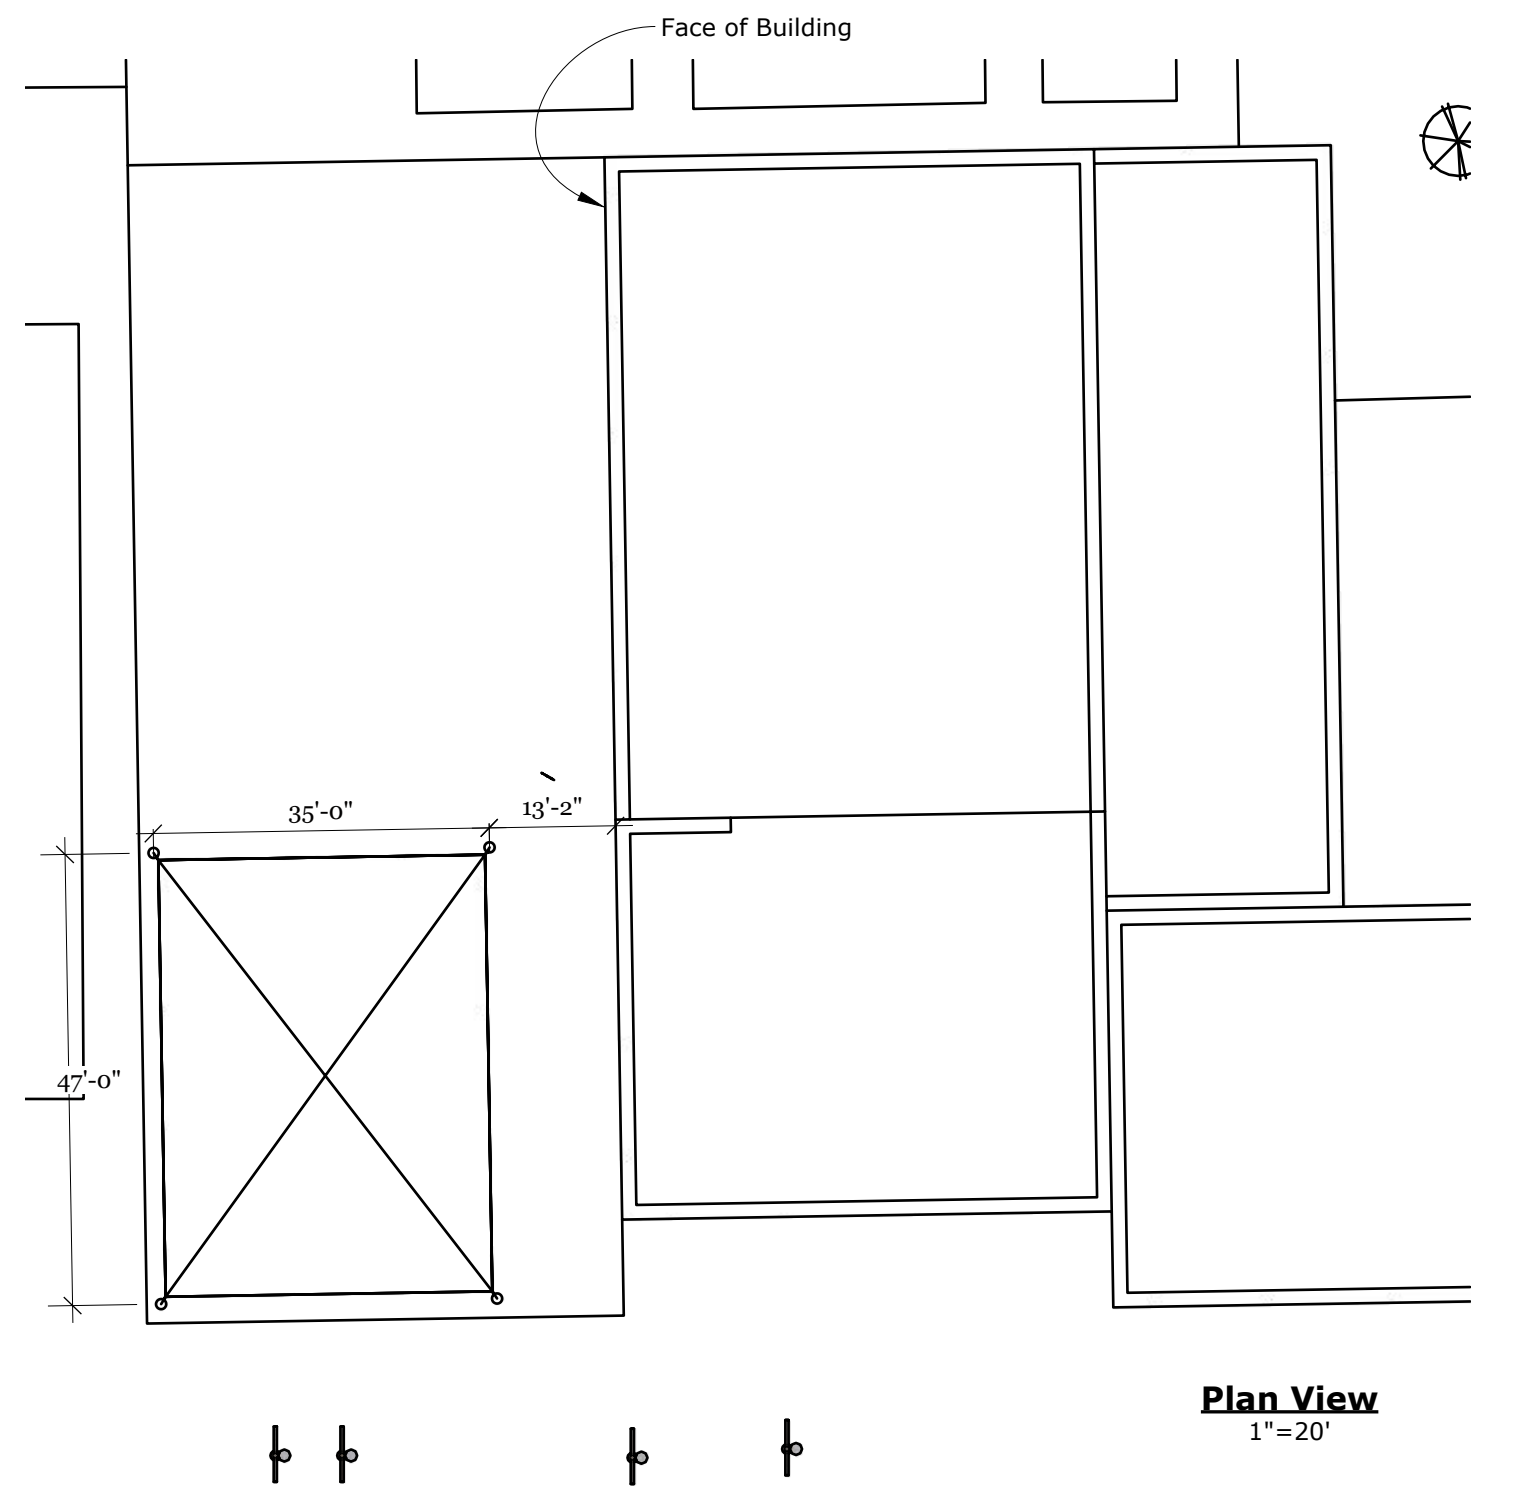 Face of Building
35'-0"
13'-2"
47'-0"
Plan View
1"=20'